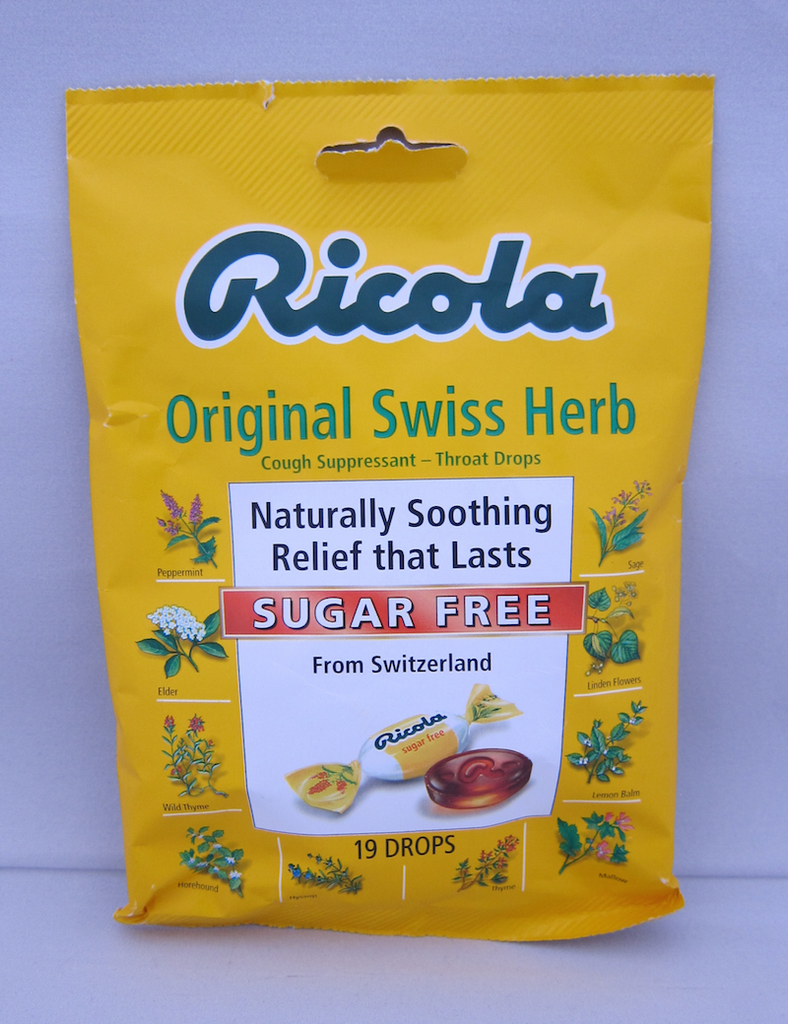 Ricola
Original Swiss Herb
Cough Suppressant – Throat Drops
Naturally Soothing
Relief that Lasts
SUGAR FREE
From Switzerland
Ricola
sugar free
19 DROPS
Peppermint
Elder
Wild Thyme
Horehound
Hyssop
Thyme
Mallow
Lemon Balm
Linden Flowers
Sage